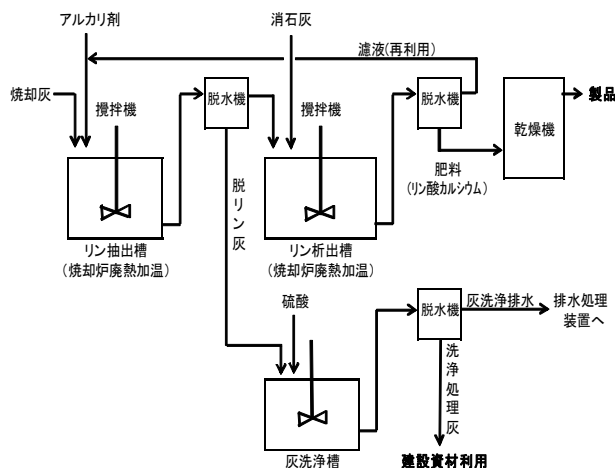 アルカリ剤
消石灰
濾液(再利用)
焼却灰
攪拌機
脱水機
攪拌機
脱水機
製品
乾燥機
肥料
(リン酸カルシウム)
脱リン灰
リン抽出槽
(焼却炉廃熱加温)
リン析出槽
(焼却炉廃熱加温)
硫酸
脱水機
灰洗浄排水
排水処理
装置へ
洗浄処理灰
灰洗浄槽
建設資材利用